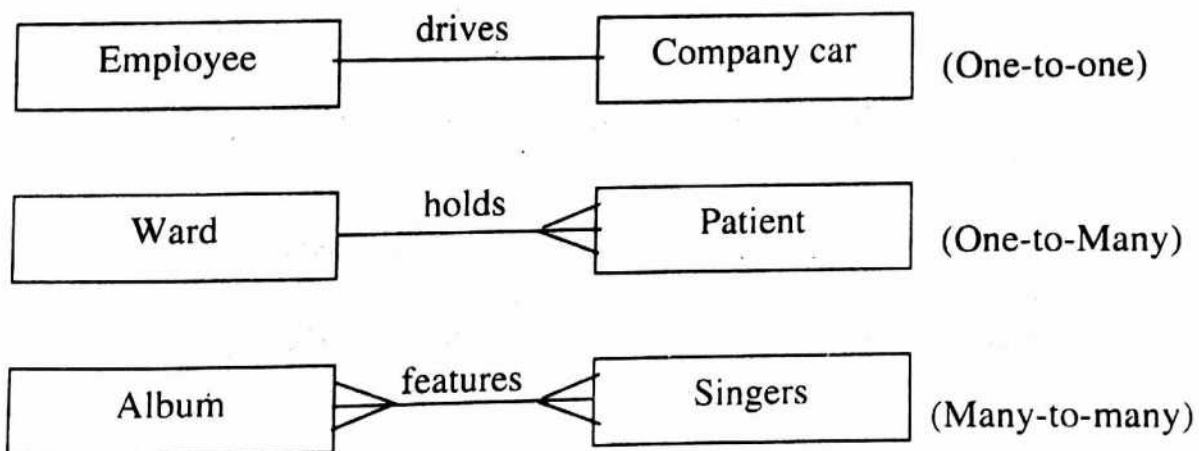 drives
Employee Company car (One-to-one)
holds
Ward Patient (One-to-Many)
features
Album Singers (Many-to-many)